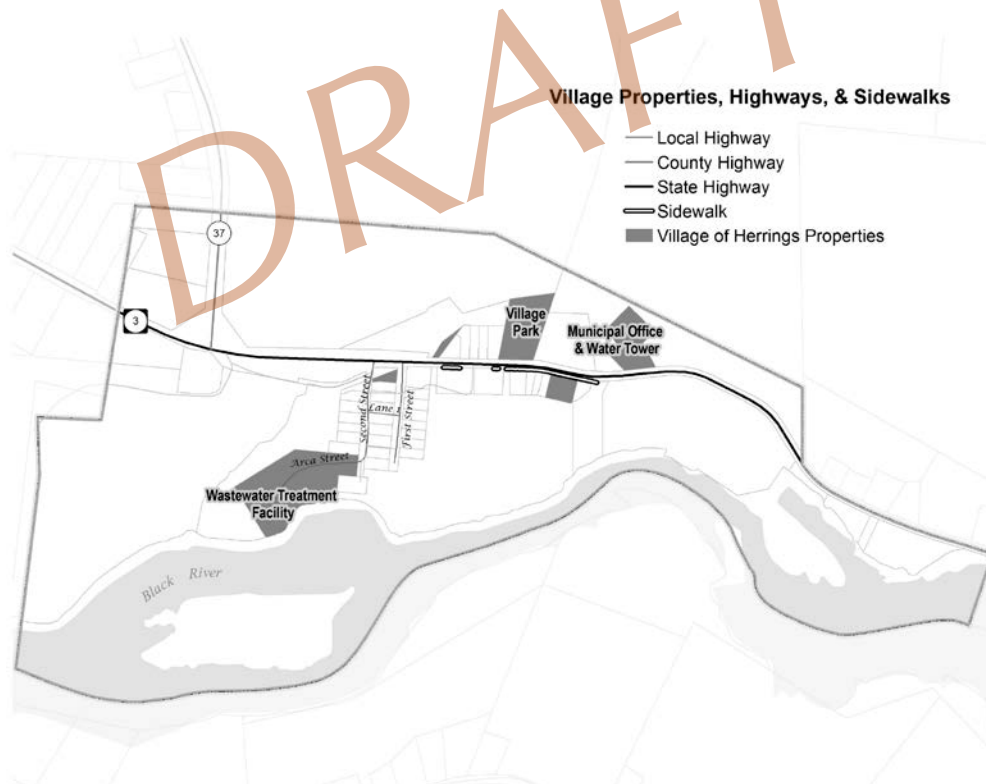 DRAFT
Village Properties, Highways, & Sidewalks
Local Highway
County Highway
State Highway
Sidewalk
Village of Herrings Properties
37
3
Village
Park
Municipal Office
& Water Tower
Second Street
Lane 1
First Street
Arca Street
Wastewater Treatment
Facility
Black River